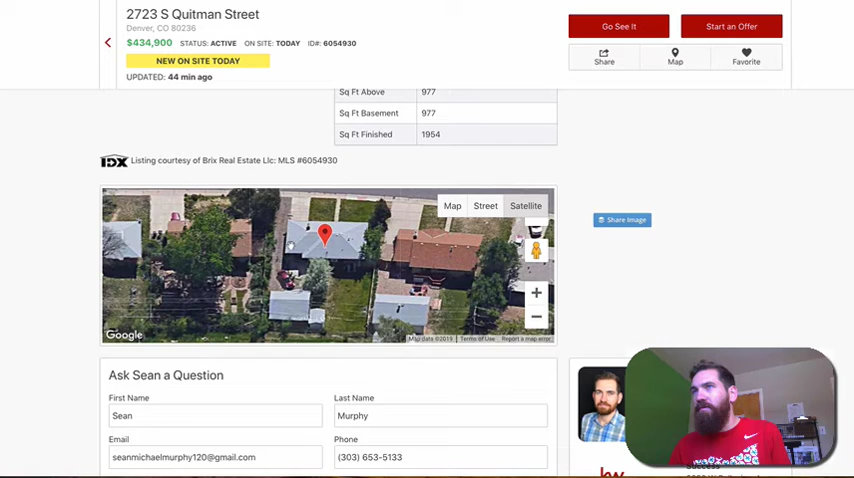 2723 S Quitman Street
Denver, CO 80236
$434,900 STATUS: ACTIVE ON SITE: TODAY ID#: 6054930
NEW ON SITE TODAY
UPDATED: 44 min ago
Go See It
Start an Offer
Share
Map
Favorite
Sq Ft Above 977
Sq Ft Basement 977
Sq Ft Finished 1954
IDX Listing courtesy of Brix Real Estate Llc: MLS #6054930
Map Street Satellite
Share Image
+
−
Google
Map data ©2019 Terms of Use Report a map error
Ask Sean a Question
First Name
Last Name
Sean
Murphy
Email
Phone
seanmichaelmurphy120@gmail.com
(303) 653-5133
kw